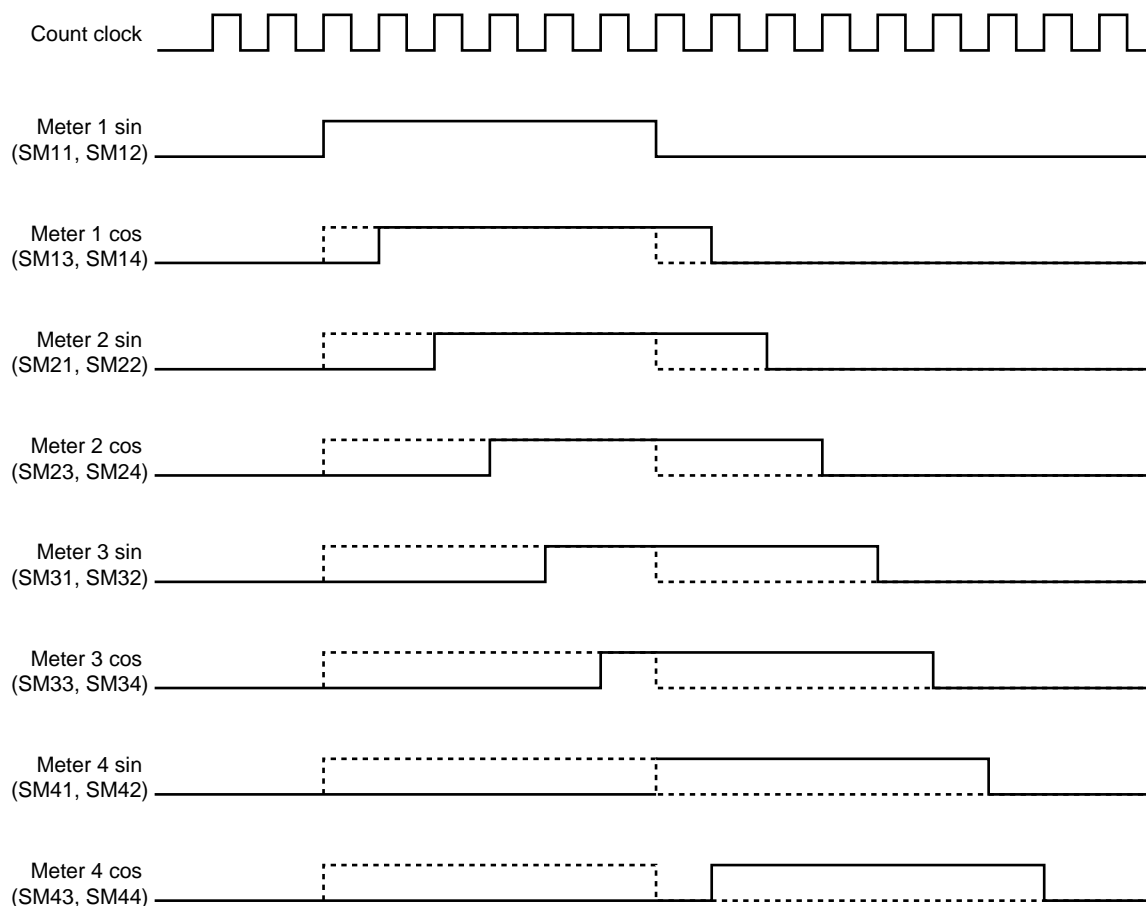 Count clock
Meter 1 sin
(SM11, SM12)
Meter 1 cos
(SM13, SM14)
Meter 2 sin
(SM21, SM22)
Meter 2 cos
(SM23, SM24)
Meter 3 sin
(SM31, SM32)
Meter 3 cos
(SM33, SM34)
Meter 4 sin
(SM41, SM42)
Meter 4 cos
(SM43, SM44)